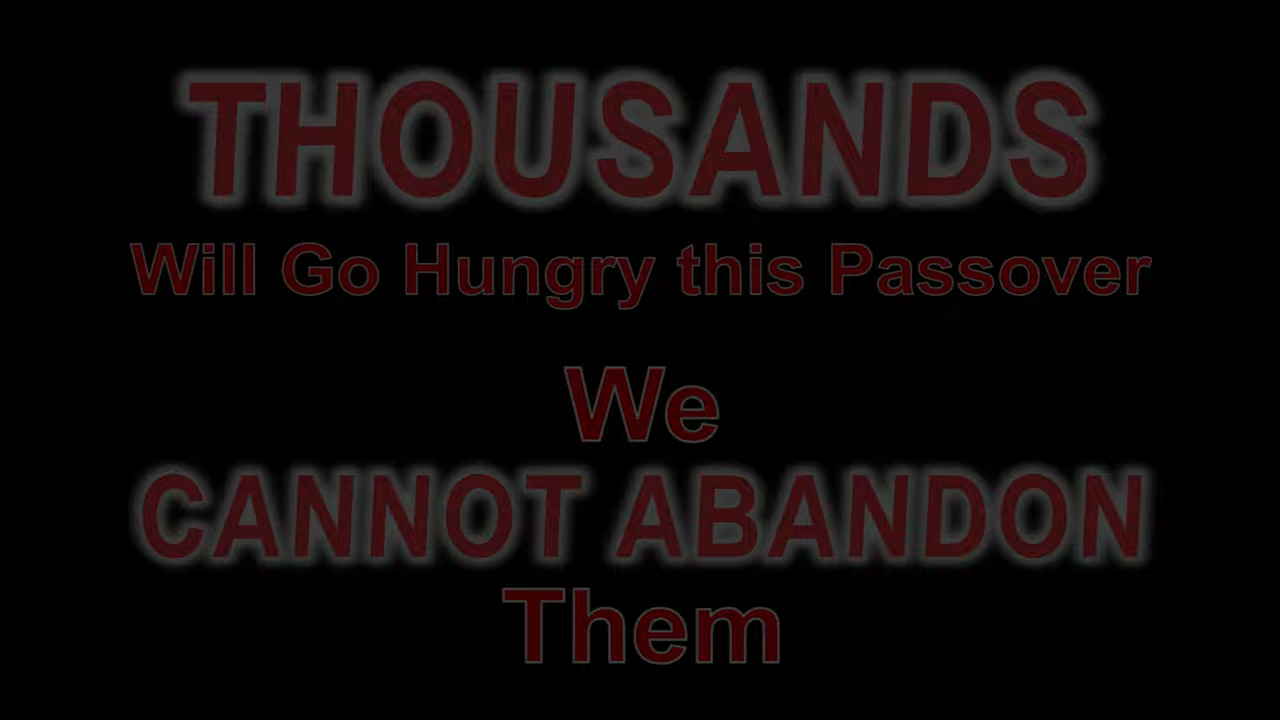 THOUSANDS
Will Go Hungry this Passover
We
CANNOT ABANDON
Them